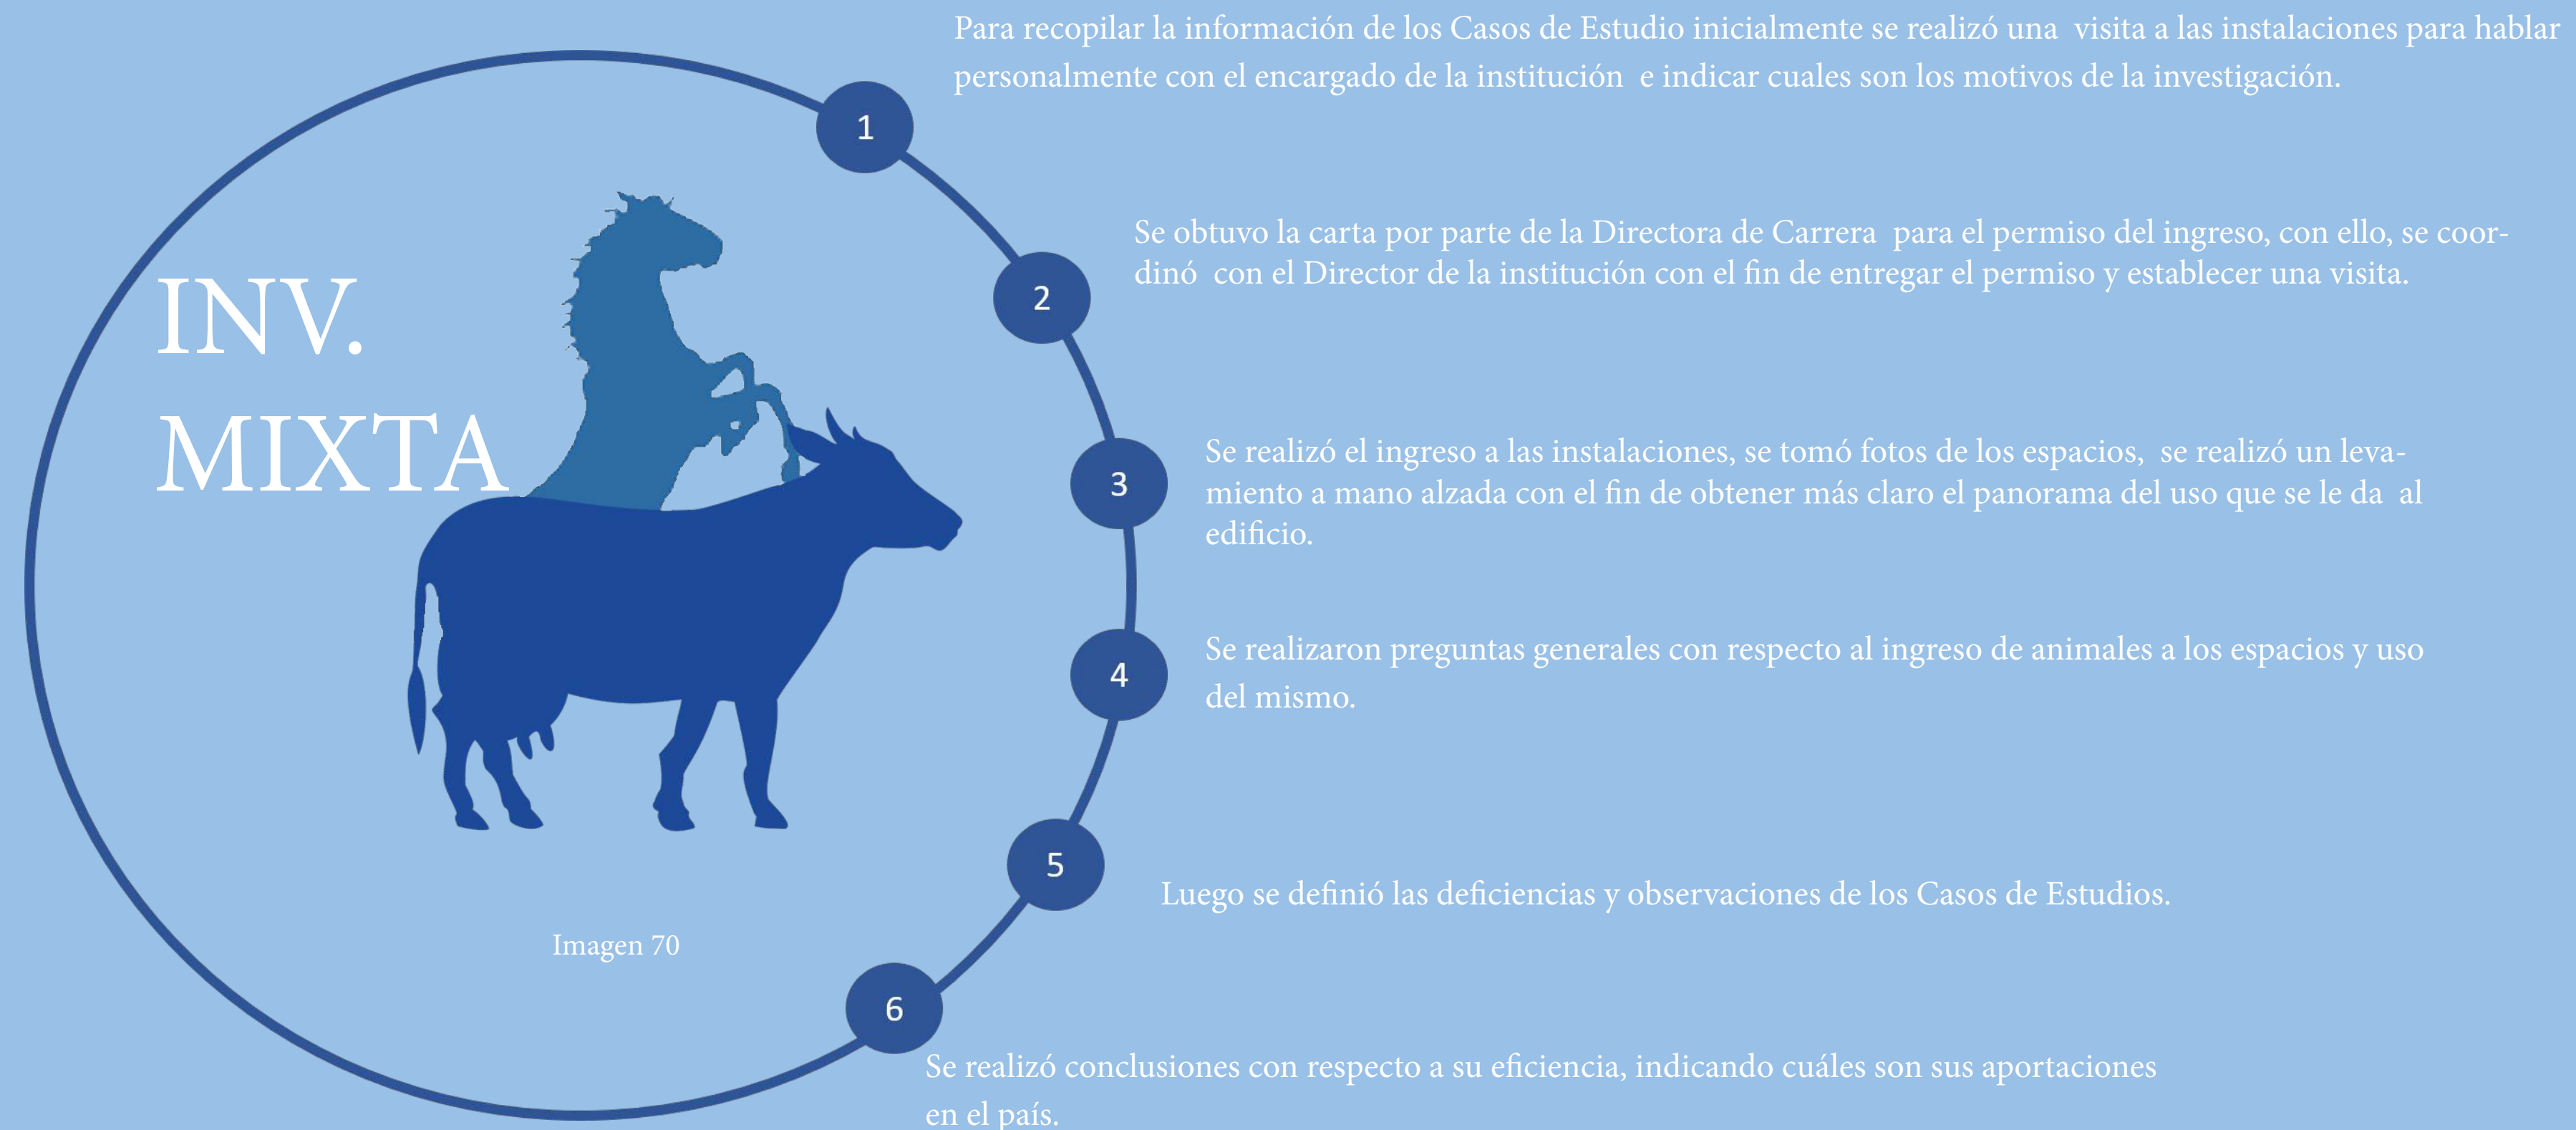 INV.
MIXTA
Imagen 70
1
Para recopilar la información de los Casos de Estudio inicialmente se realizó una  visita a las instalaciones para hablar
personalmente con el encargado de la institución  e indicar cuales son los motivos de la investigación.
2
Se obtuvo la carta por parte de la Directora de Carrera  para el permiso del ingreso, con ello, se coor-
dinó  con el Director de la institución con el fin de entregar el permiso y establecer una visita.
3
Se realizó el ingreso a las instalaciones, se tomó fotos de los espacios,  se realizó un leva-
miento a mano alzada con el fin de obtener más claro el panorama del uso que se le da  al
edificio.
4
Se realizaron preguntas generales con respecto al ingreso de animales a los espacios y uso
del mismo.
5
Luego se definió las deficiencias y observaciones de los Casos de Estudios.
6
Se realizó conclusiones con respecto a su eficiencia, indicando cuáles son sus aportaciones
en el país.